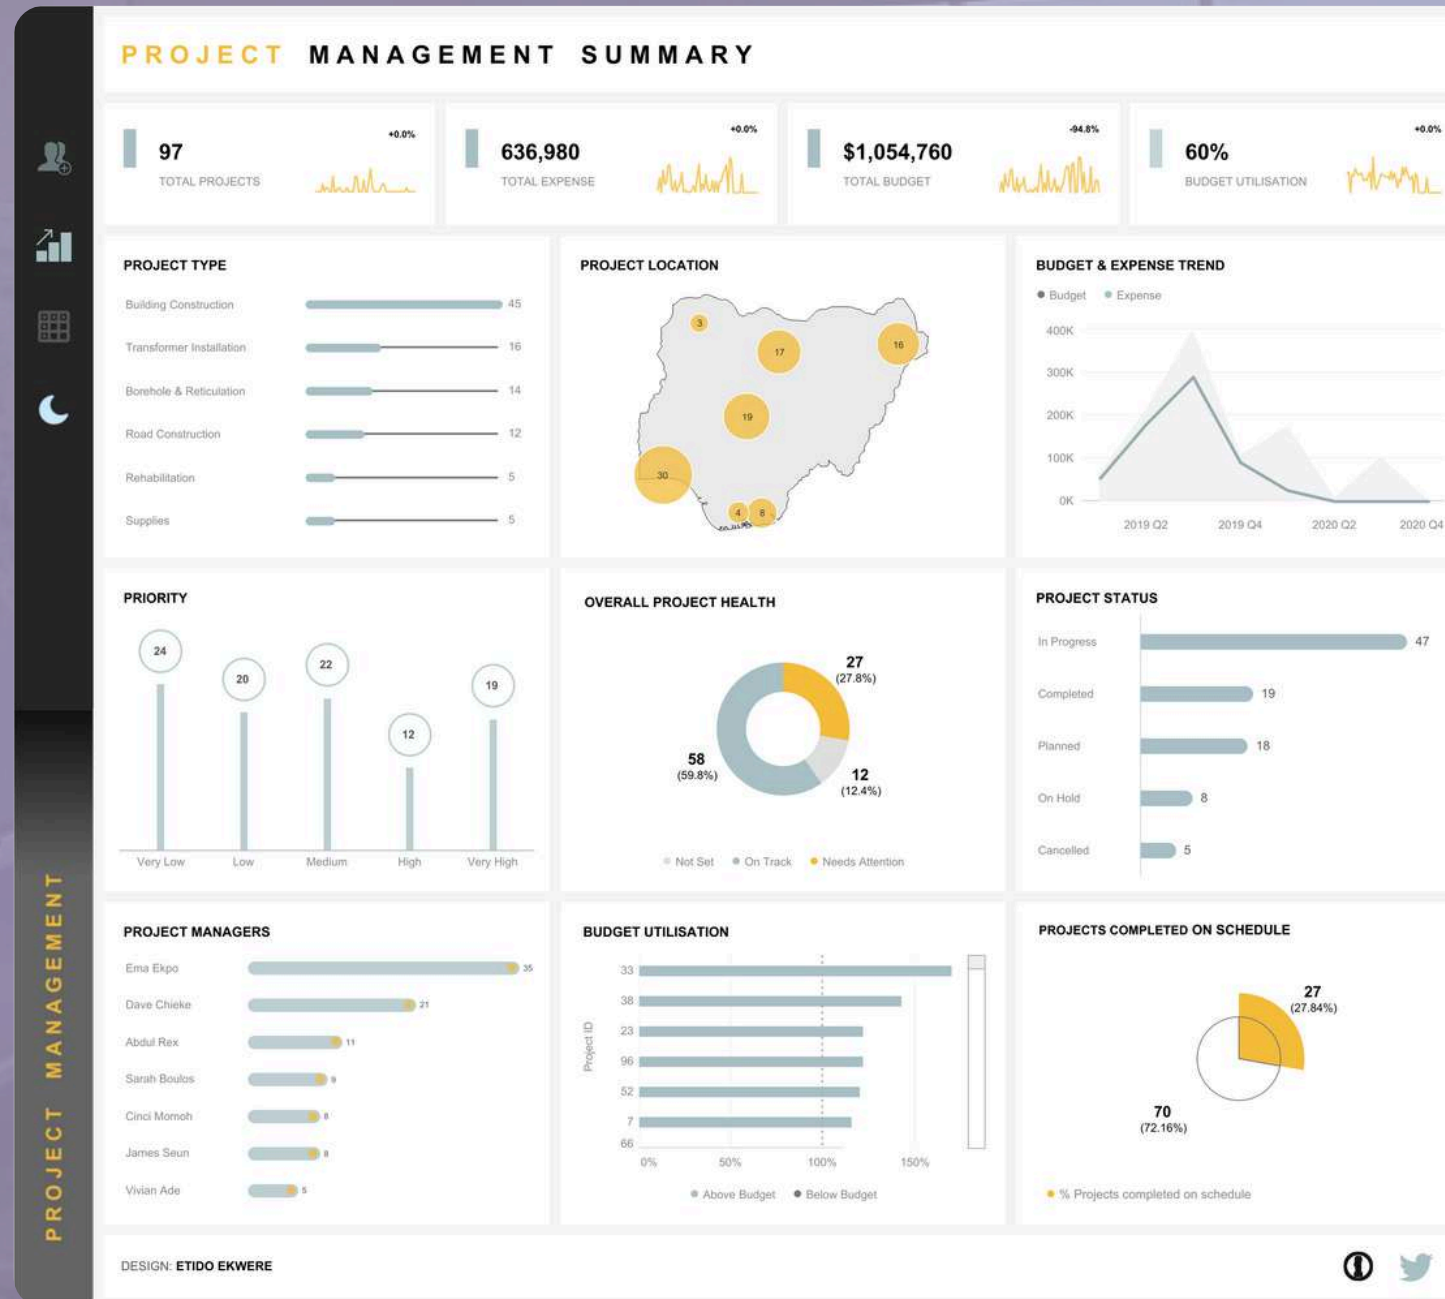 PROJECT MANAGEMENT SUMMARY
97
TOTAL PROJECTS
+0.0%
636,980
TOTAL EXPENSE
+0.0%
$1,054,760
TOTAL BUDGET
-94.8%
60%
BUDGET UTILISATION
+0.0%
PROJECT TYPE
Building Construction 45
Transformer Installation 16
Borehole & Reticulation 14
Road Construction 12
Rehabilitation 5
Supplies 5
PROJECT LOCATION
3
17
16
19
30
4 8
BUDGET & EXPENSE TREND
Budget Expense
400K
300K
200K
100K
0K
2019 Q2 2019 Q4 2020 Q2 2020 Q4
PRIORITY
24 20 22 12 19
Very Low Low Medium High Very High
OVERALL PROJECT HEALTH
27
(27.8%)
58
(59.8%)
12
(12.4%)
Not Set On Track Needs Attention
PROJECT STATUS
In Progress 47
Completed 19
Planned 18
On Hold 8
Cancelled 5
PROJECT MANAGERS
Ema Ekpo 35
Dave Chieke 21
Abdul Rex 11
Sarah Boulos 9
Cinci Momoh 8
James Seun 8
Vivian Ade 5
BUDGET UTILISATION
Project ID
33
38
23
96
52
7
66
0% 50% 100% 150%
Above Budget Below Budget
PROJECTS COMPLETED ON SCHEDULE
27
(27.84%)
70
(72.16%)
% Projects completed on schedule
PROJECT MANAGEMENT
DESIGN: ETIDO EKWERE